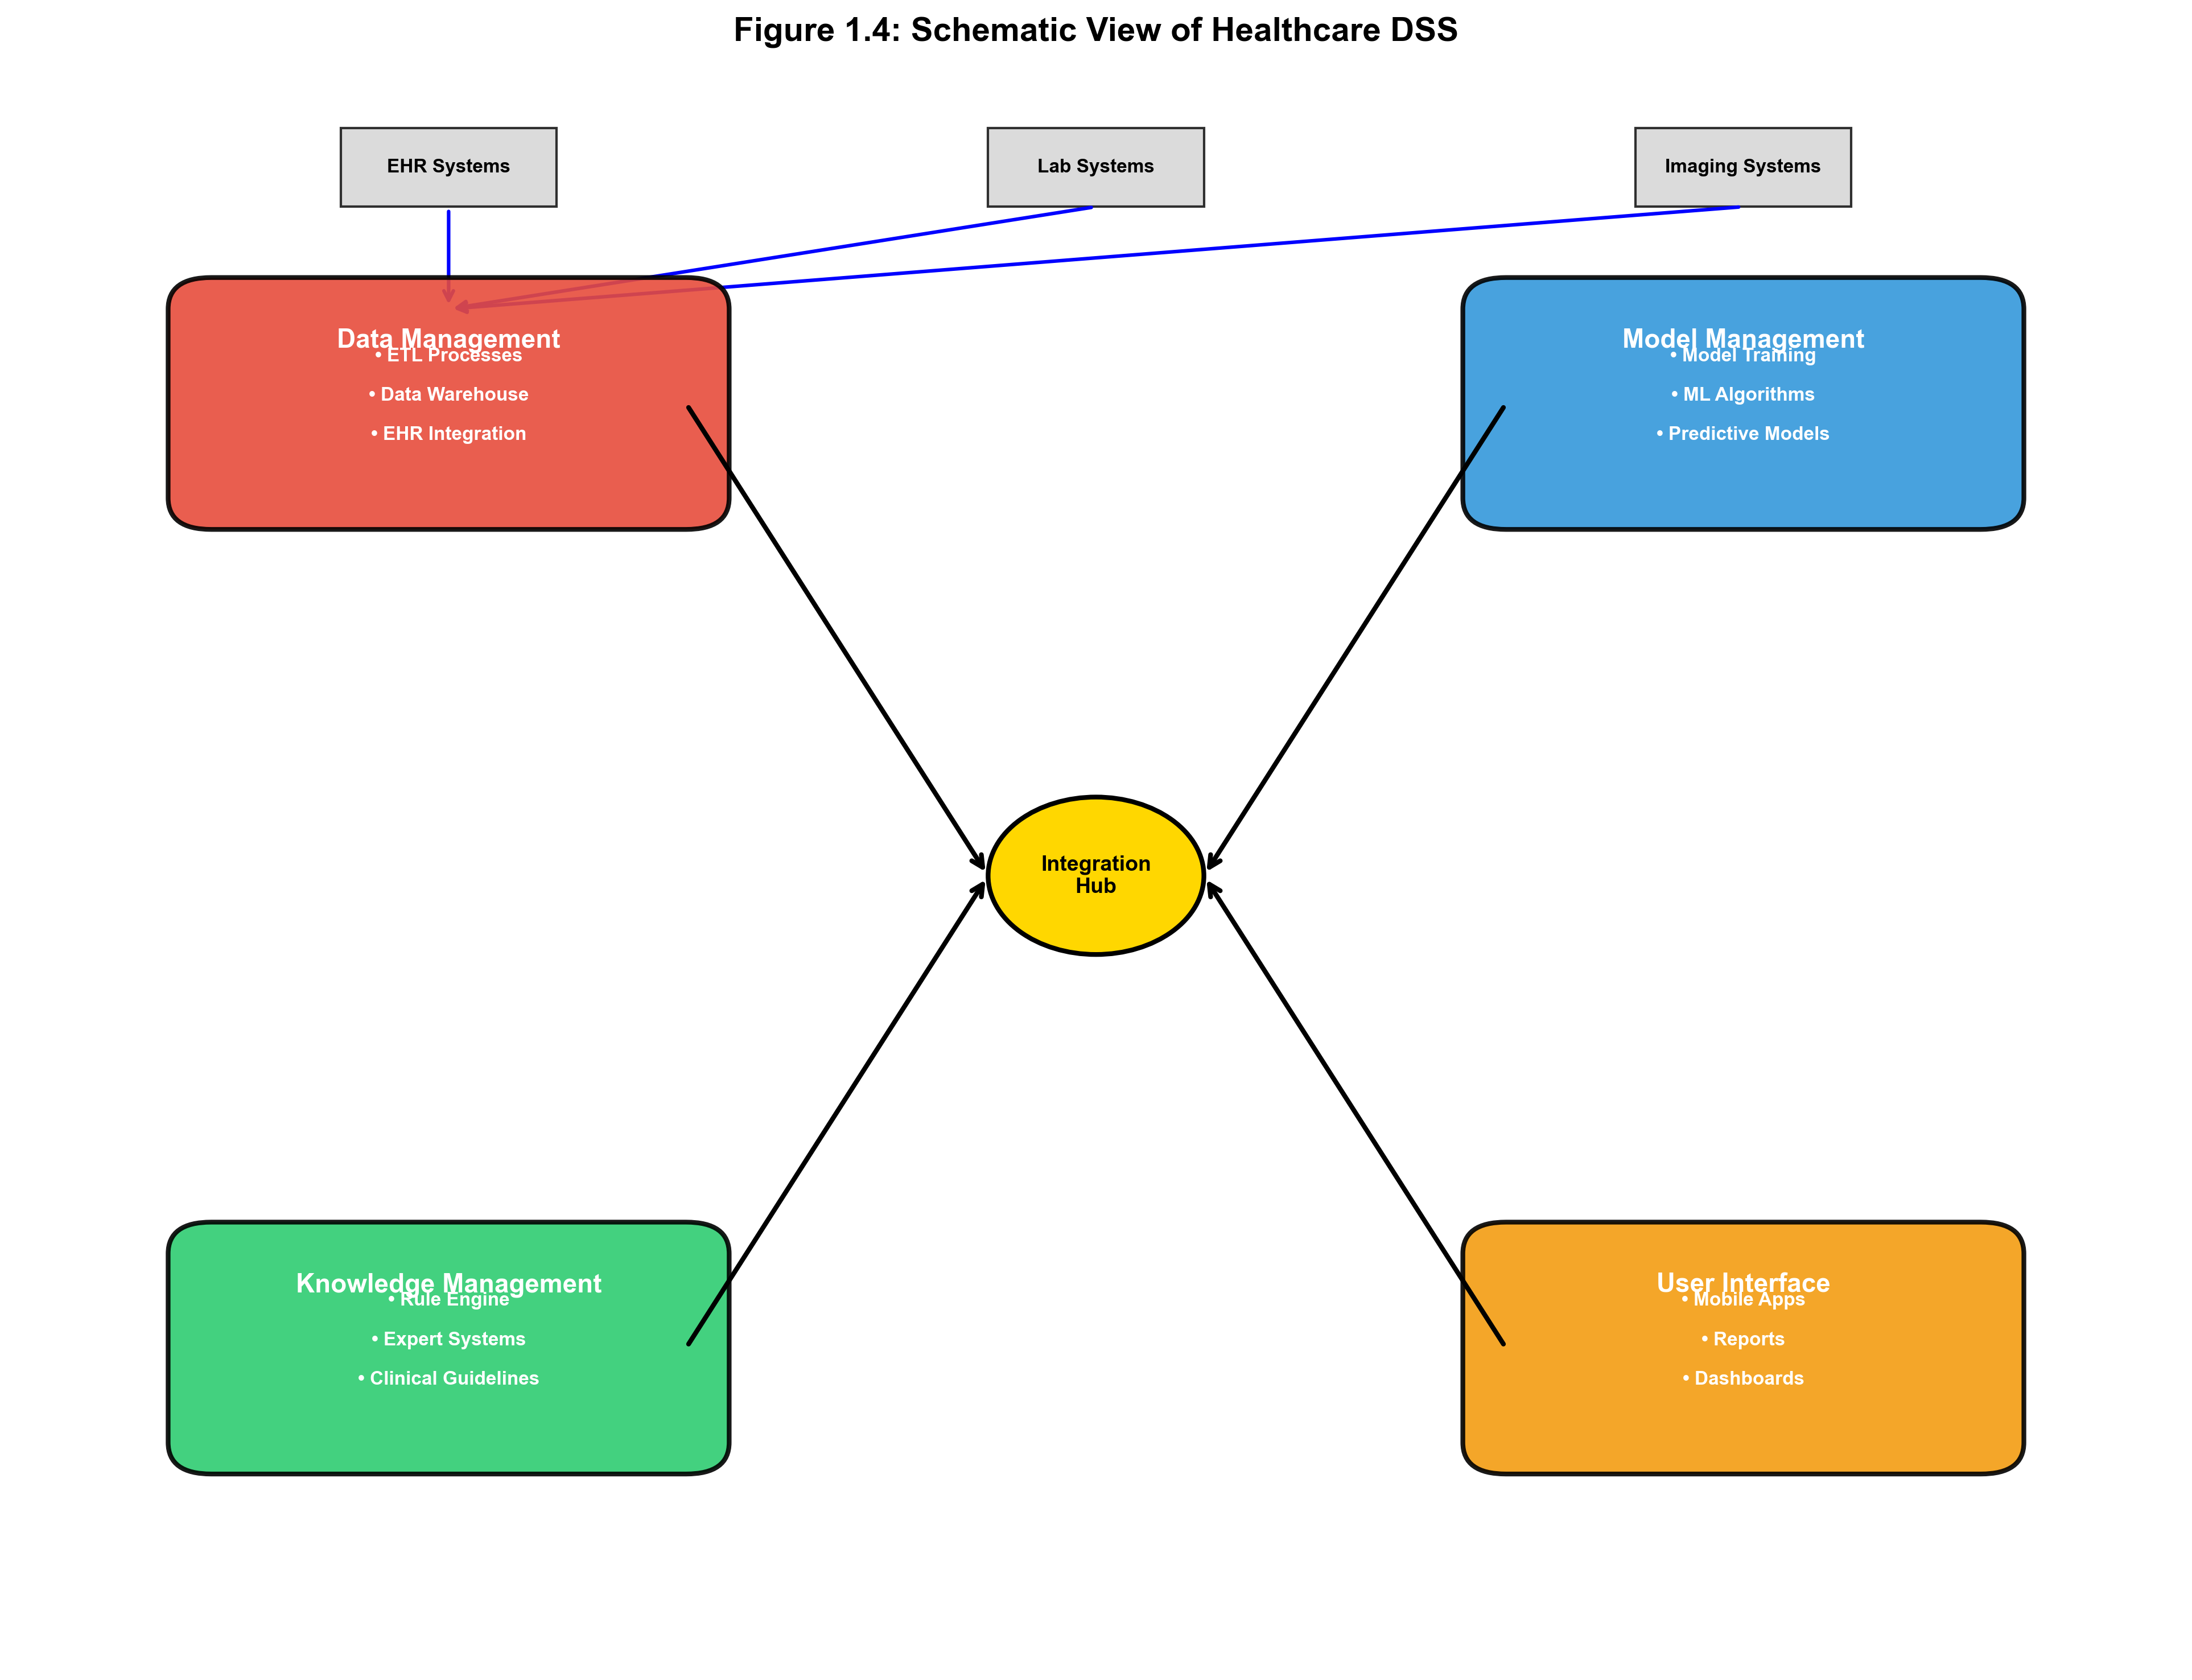 Figure 1.4: Schematic View of Healthcare DSS
EHR Systems
Lab Systems
Imaging Systems
Data Management
• ETL Processes
• Data Warehouse
• EHR Integration
Model Management
• Model Training
• ML Algorithms
• Predictive Models
Integration
Hub
Knowledge Management
• Rule Engine
• Expert Systems
• Clinical Guidelines
User Interface
• Mobile Apps
• Reports
• Dashboards